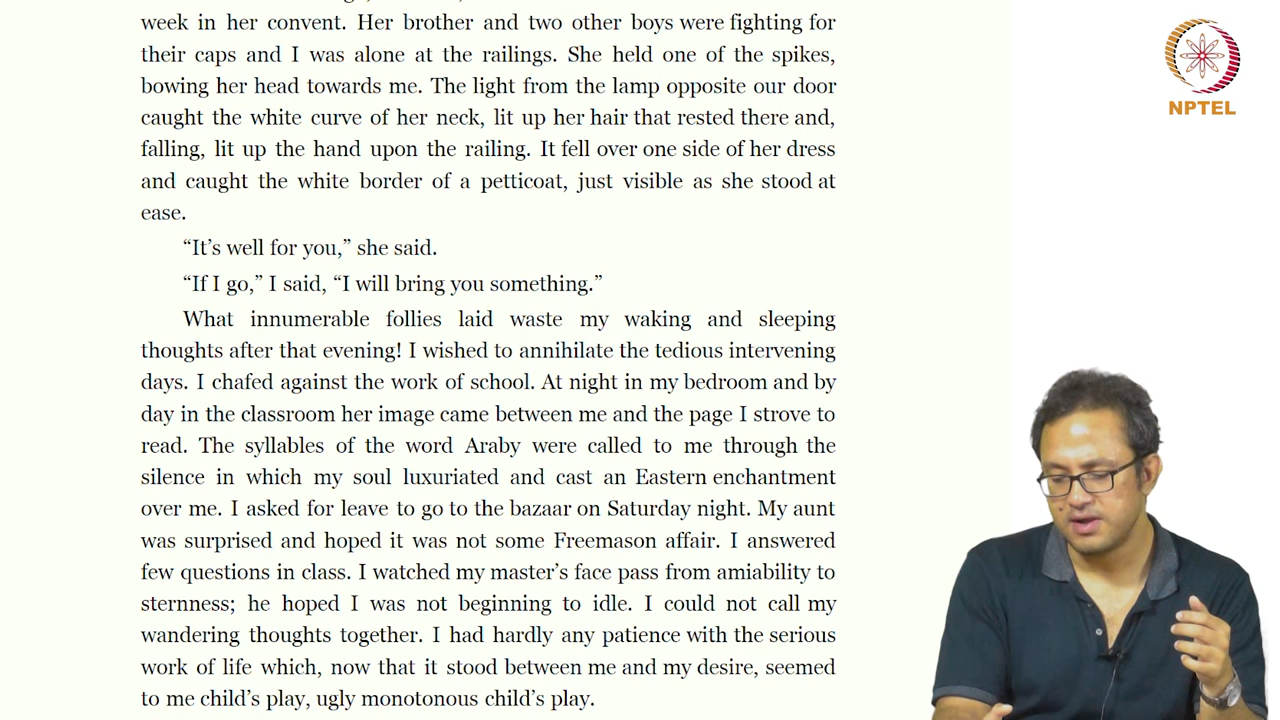 week in her convent. Her brother and two other boys were fighting for
their caps and I was alone at the railings. She held one of the spikes,
bowing her head towards me. The light from the lamp opposite our door
caught the white curve of her neck, lit up her hair that rested there and,
falling, lit up the hand upon the railing. It fell over one side of her dress
and caught the white border of a petticoat, just visible as she stood at
ease.
“It’s well for you,” she said.
“If I go,” I said, “I will bring you something.”
What innumerable follies laid waste my waking and sleeping
thoughts after that evening! I wished to annihilate the tedious intervening
days. I chafed against the work of school. At night in my bedroom and by
day in the classroom her image came between me and the page I strove to
read. The syllables of the word Araby were called to me through the
silence in which my soul luxuriated and cast an Eastern enchantment
over me. I asked for leave to go to the bazaar on Saturday night. My aunt
was surprised and hoped it was not some Freemason affair. I answered
few questions in class. I watched my master’s face pass from amiability to
sternness; he hoped I was not beginning to idle. I could not call my
wandering thoughts together. I had hardly any patience with the serious
work of life which, now that it stood between me and my desire, seemed
to me child’s play, ugly monotonous child’s play.
NPTEL